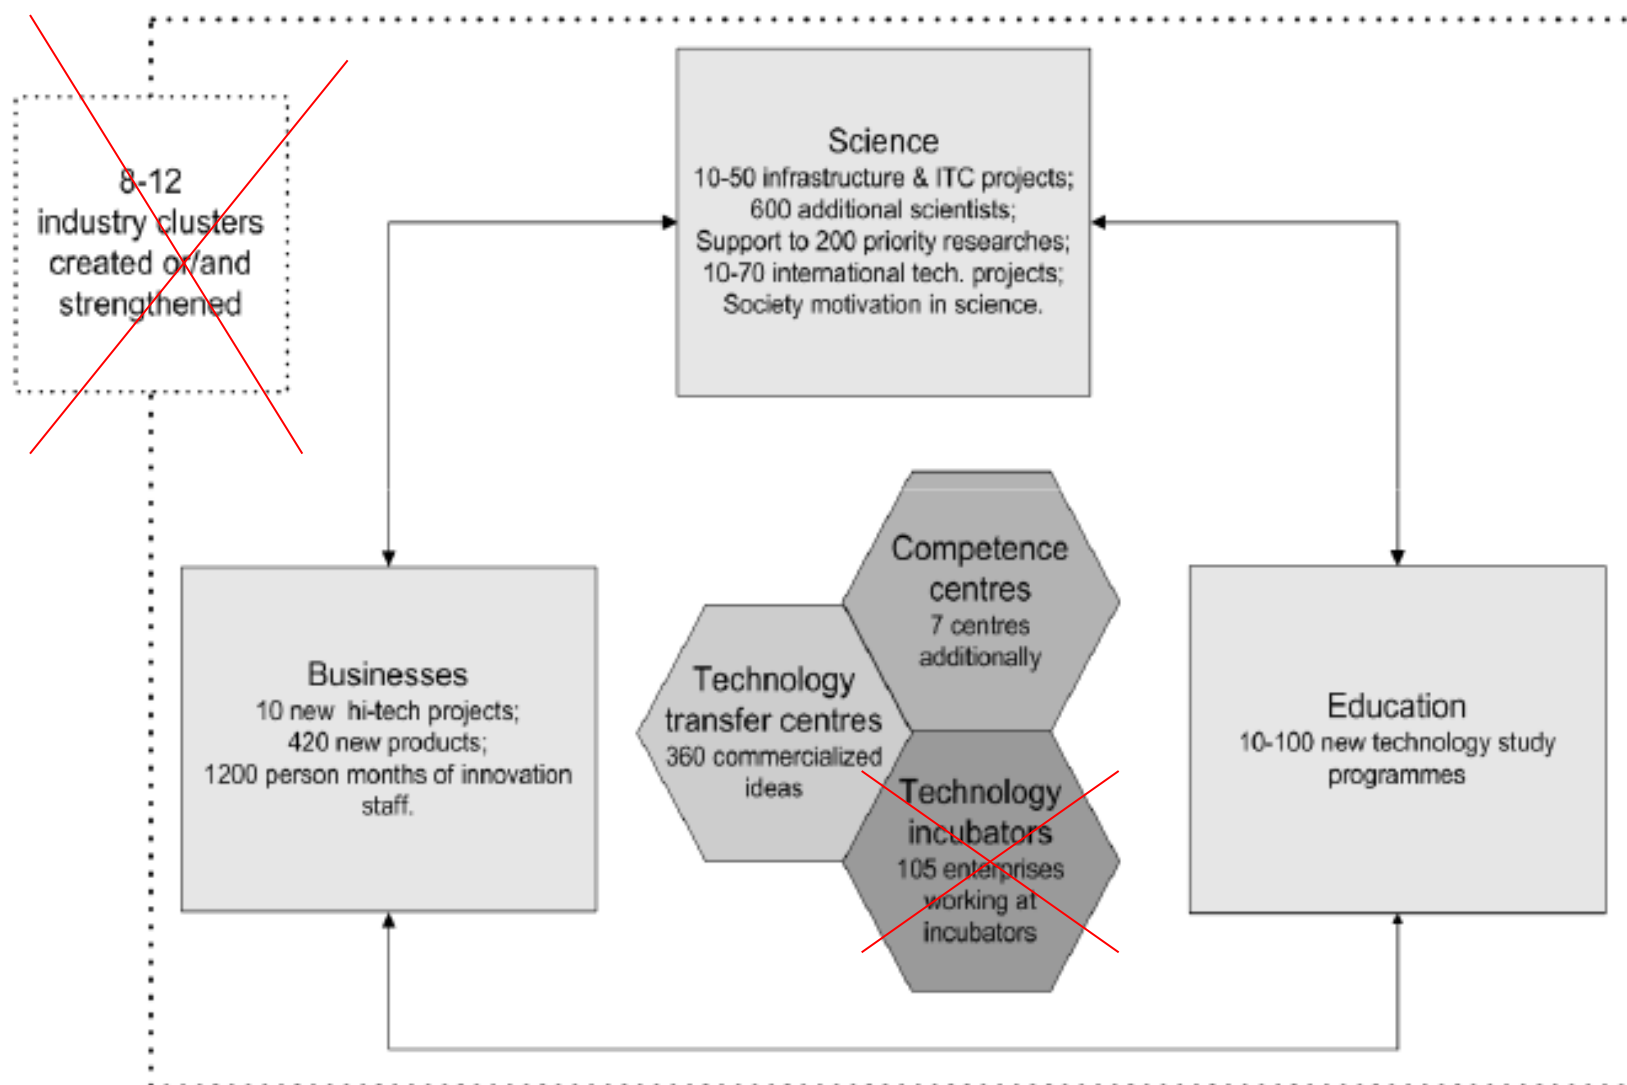 8-12
industry clusters
created or/and
strengthened
Science
10-50 infrastructure & ITC projects;
600 additional scientists;
Support to 200 priority researches;
10-70 international tech. projects;
Society motivation in science.
Businesses
10 new hi-tech projects;
420 new products;
1200 person months of innovation
staff.
Technology
transfer centres
360 commercialized
ideas
Competence
centres
7 centres
additionally
Technology
incubators
105 enterprises
working at
incubators
Education
10-100 new technology study
programmes